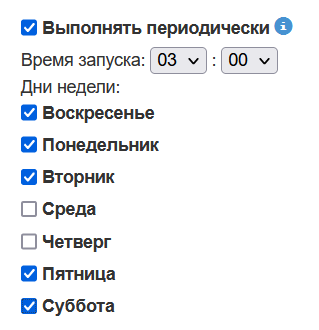 Выполнять периодически
Время запуска: 03 : 00
Дни недели:
Воскресенье
Понедельник
Вторник
Среда
Четверг
Пятница
Суббота